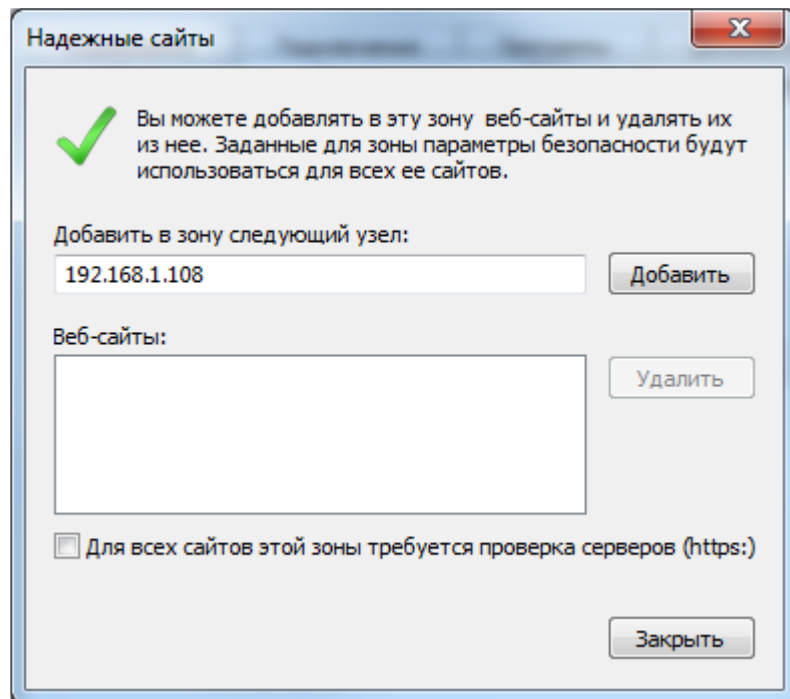 Надежные сайты
Вы можете добавлять в эту зону веб-сайты и удалять их
из нее. Заданные для зоны параметры безопасности будут
использоваться для всех ее сайтов.
Добавить в зону следующий узел:
192.168.1.108
Добавить
Веб-сайты:
Удалить
Для всех сайтов этой зоны требуется проверка серверов (https:)
Закрыть